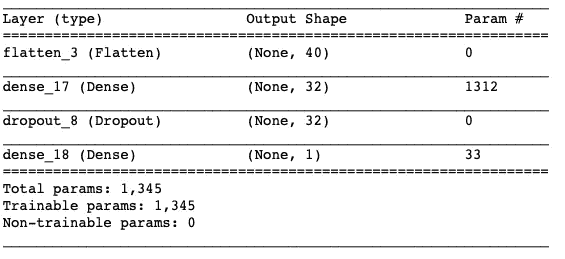 Layer (type) Output Shape Param #
flatten_3 (Flatten) (None, 40) 0
dense_17 (Dense) (None, 32) 1312
dropout_8 (Dropout) (None, 32) 0
dense_18 (Dense) (None, 1) 33
Total params: 1,345
Trainable params: 1,345
Non-trainable params: 0